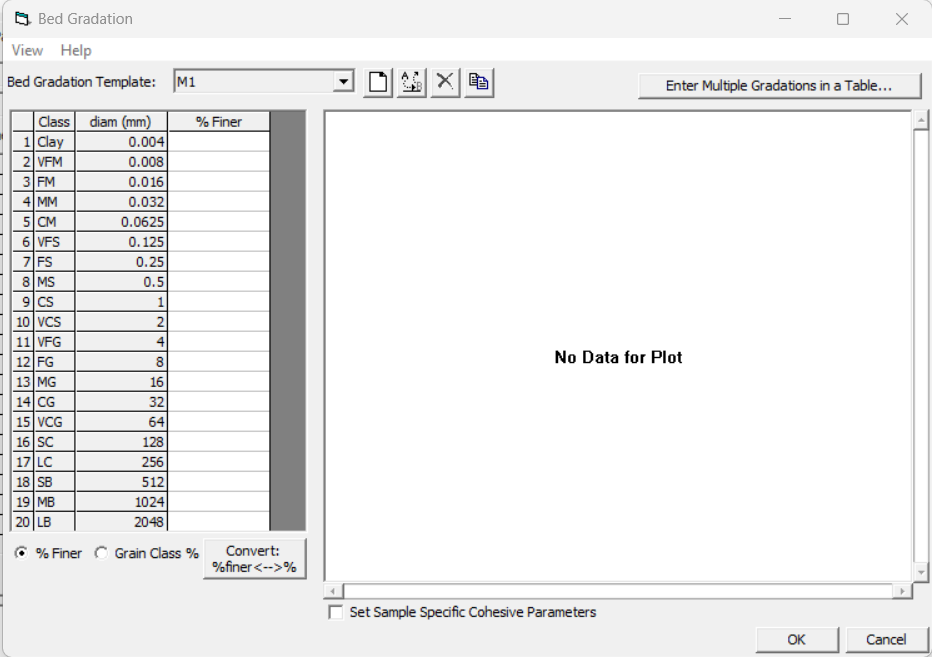 Bed Gradation
View Help
Bed Gradation Template: M1
Enter Multiple Gradations in a Table...
Class diam (mm) % Finer
1 Clay 0.004
2 VFM 0.008
3 FM 0.016
4 MM 0.032
5 CM 0.0625
6 VFS 0.125
7 FS 0.25
8 MS 0.5
9 CS 1
10 VCS 2
11 VFG 4
12 FG 8
13 MG 16
14 CG 32
15 VCG 64
16 SC 128
17 LC 256
18 SB 512
19 MB 1024
20 LB 2048
No Data for Plot
% Finer Grain Class %
Convert:
%finer<-->%
Set Sample Specific Cohesive Parameters
OK Cancel